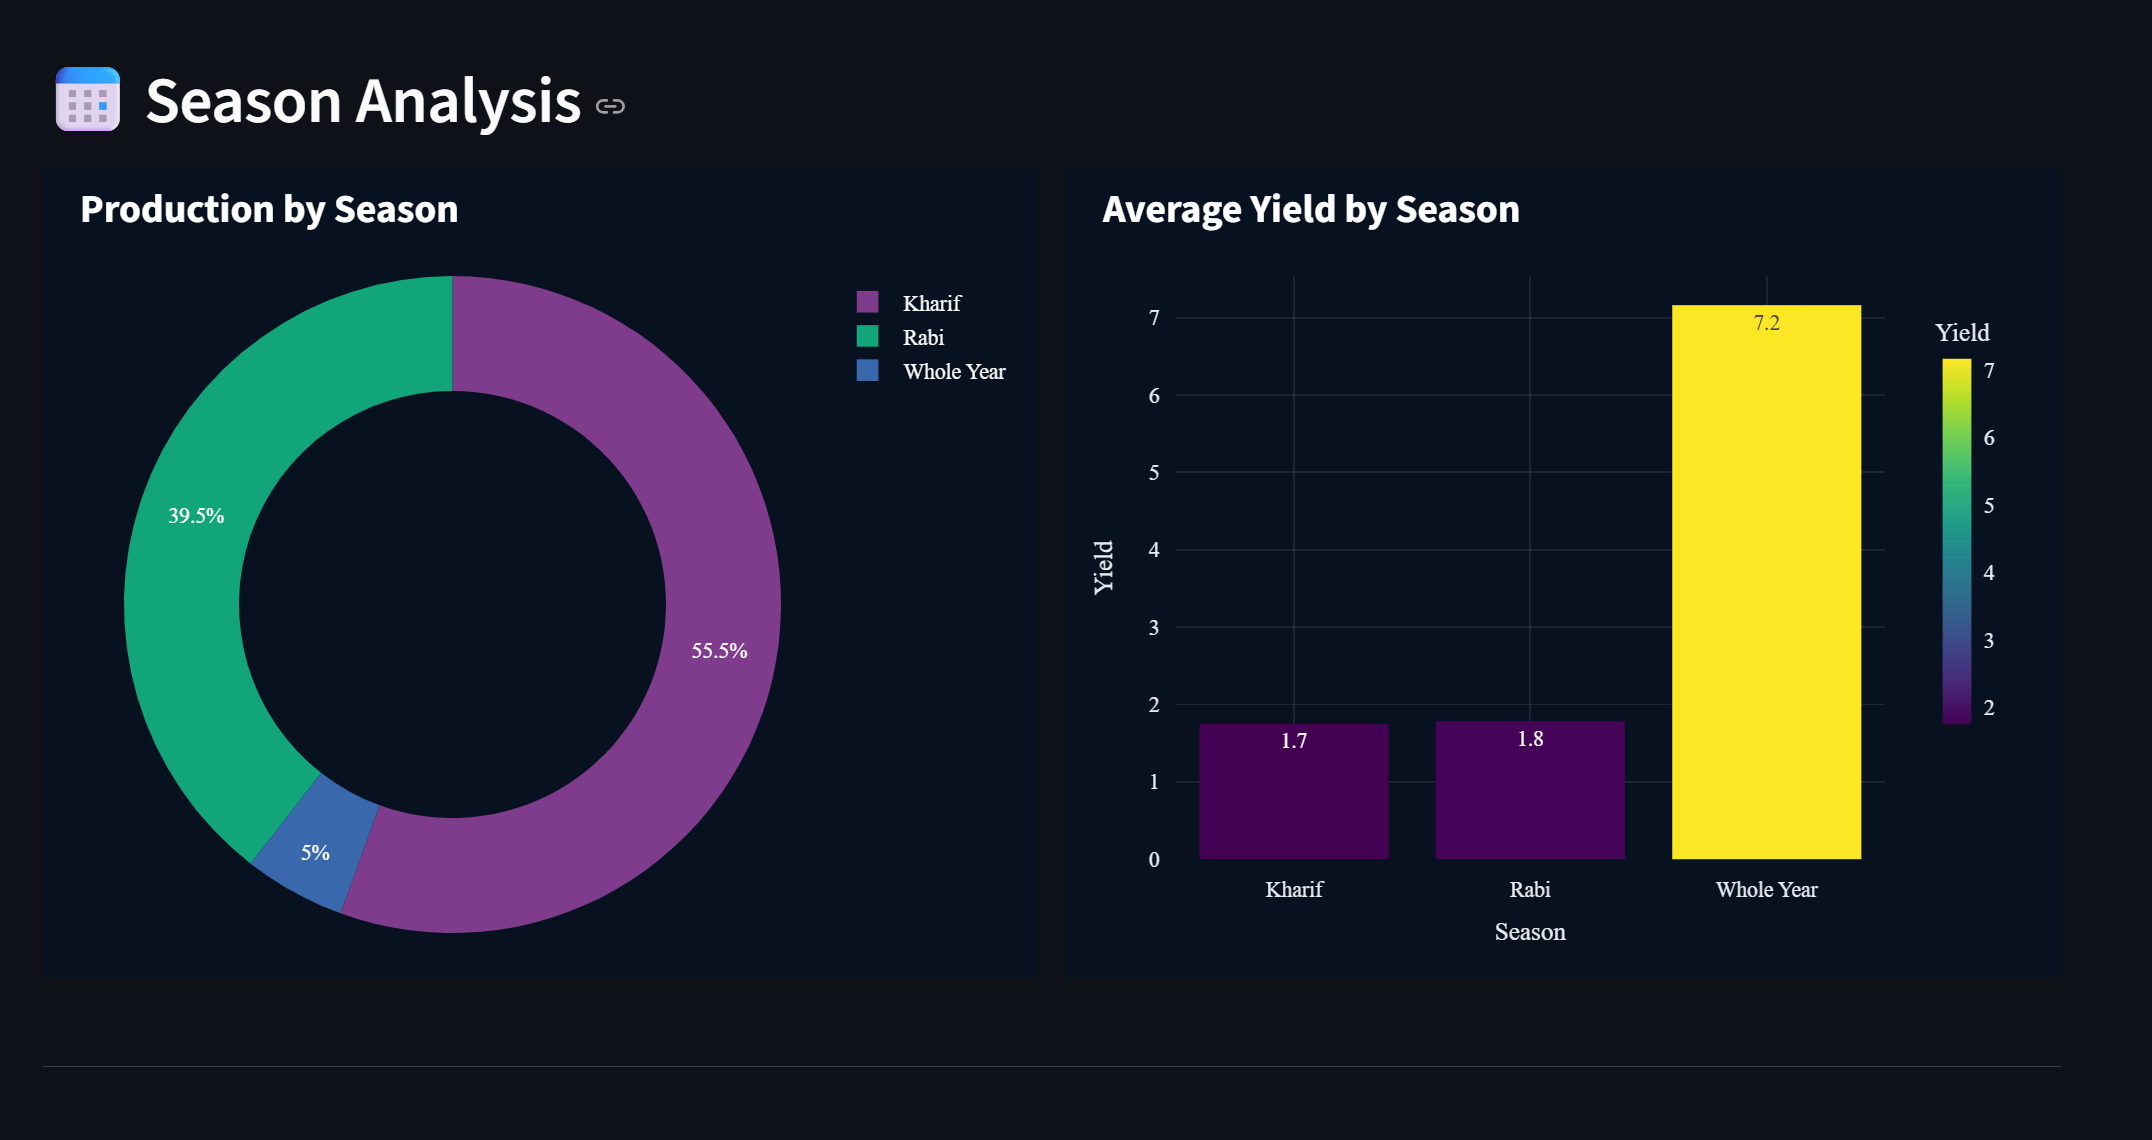 Season Analysis
Production by Season
Kharif
Rabi
Whole Year
39.5%
55.5%
5%
Average Yield by Season
7
6
5
4
3
2
1
0
Yield
1.7
1.8
7.2
Kharif
Rabi
Whole Year
Season
Yield
7
6
5
4
3
2